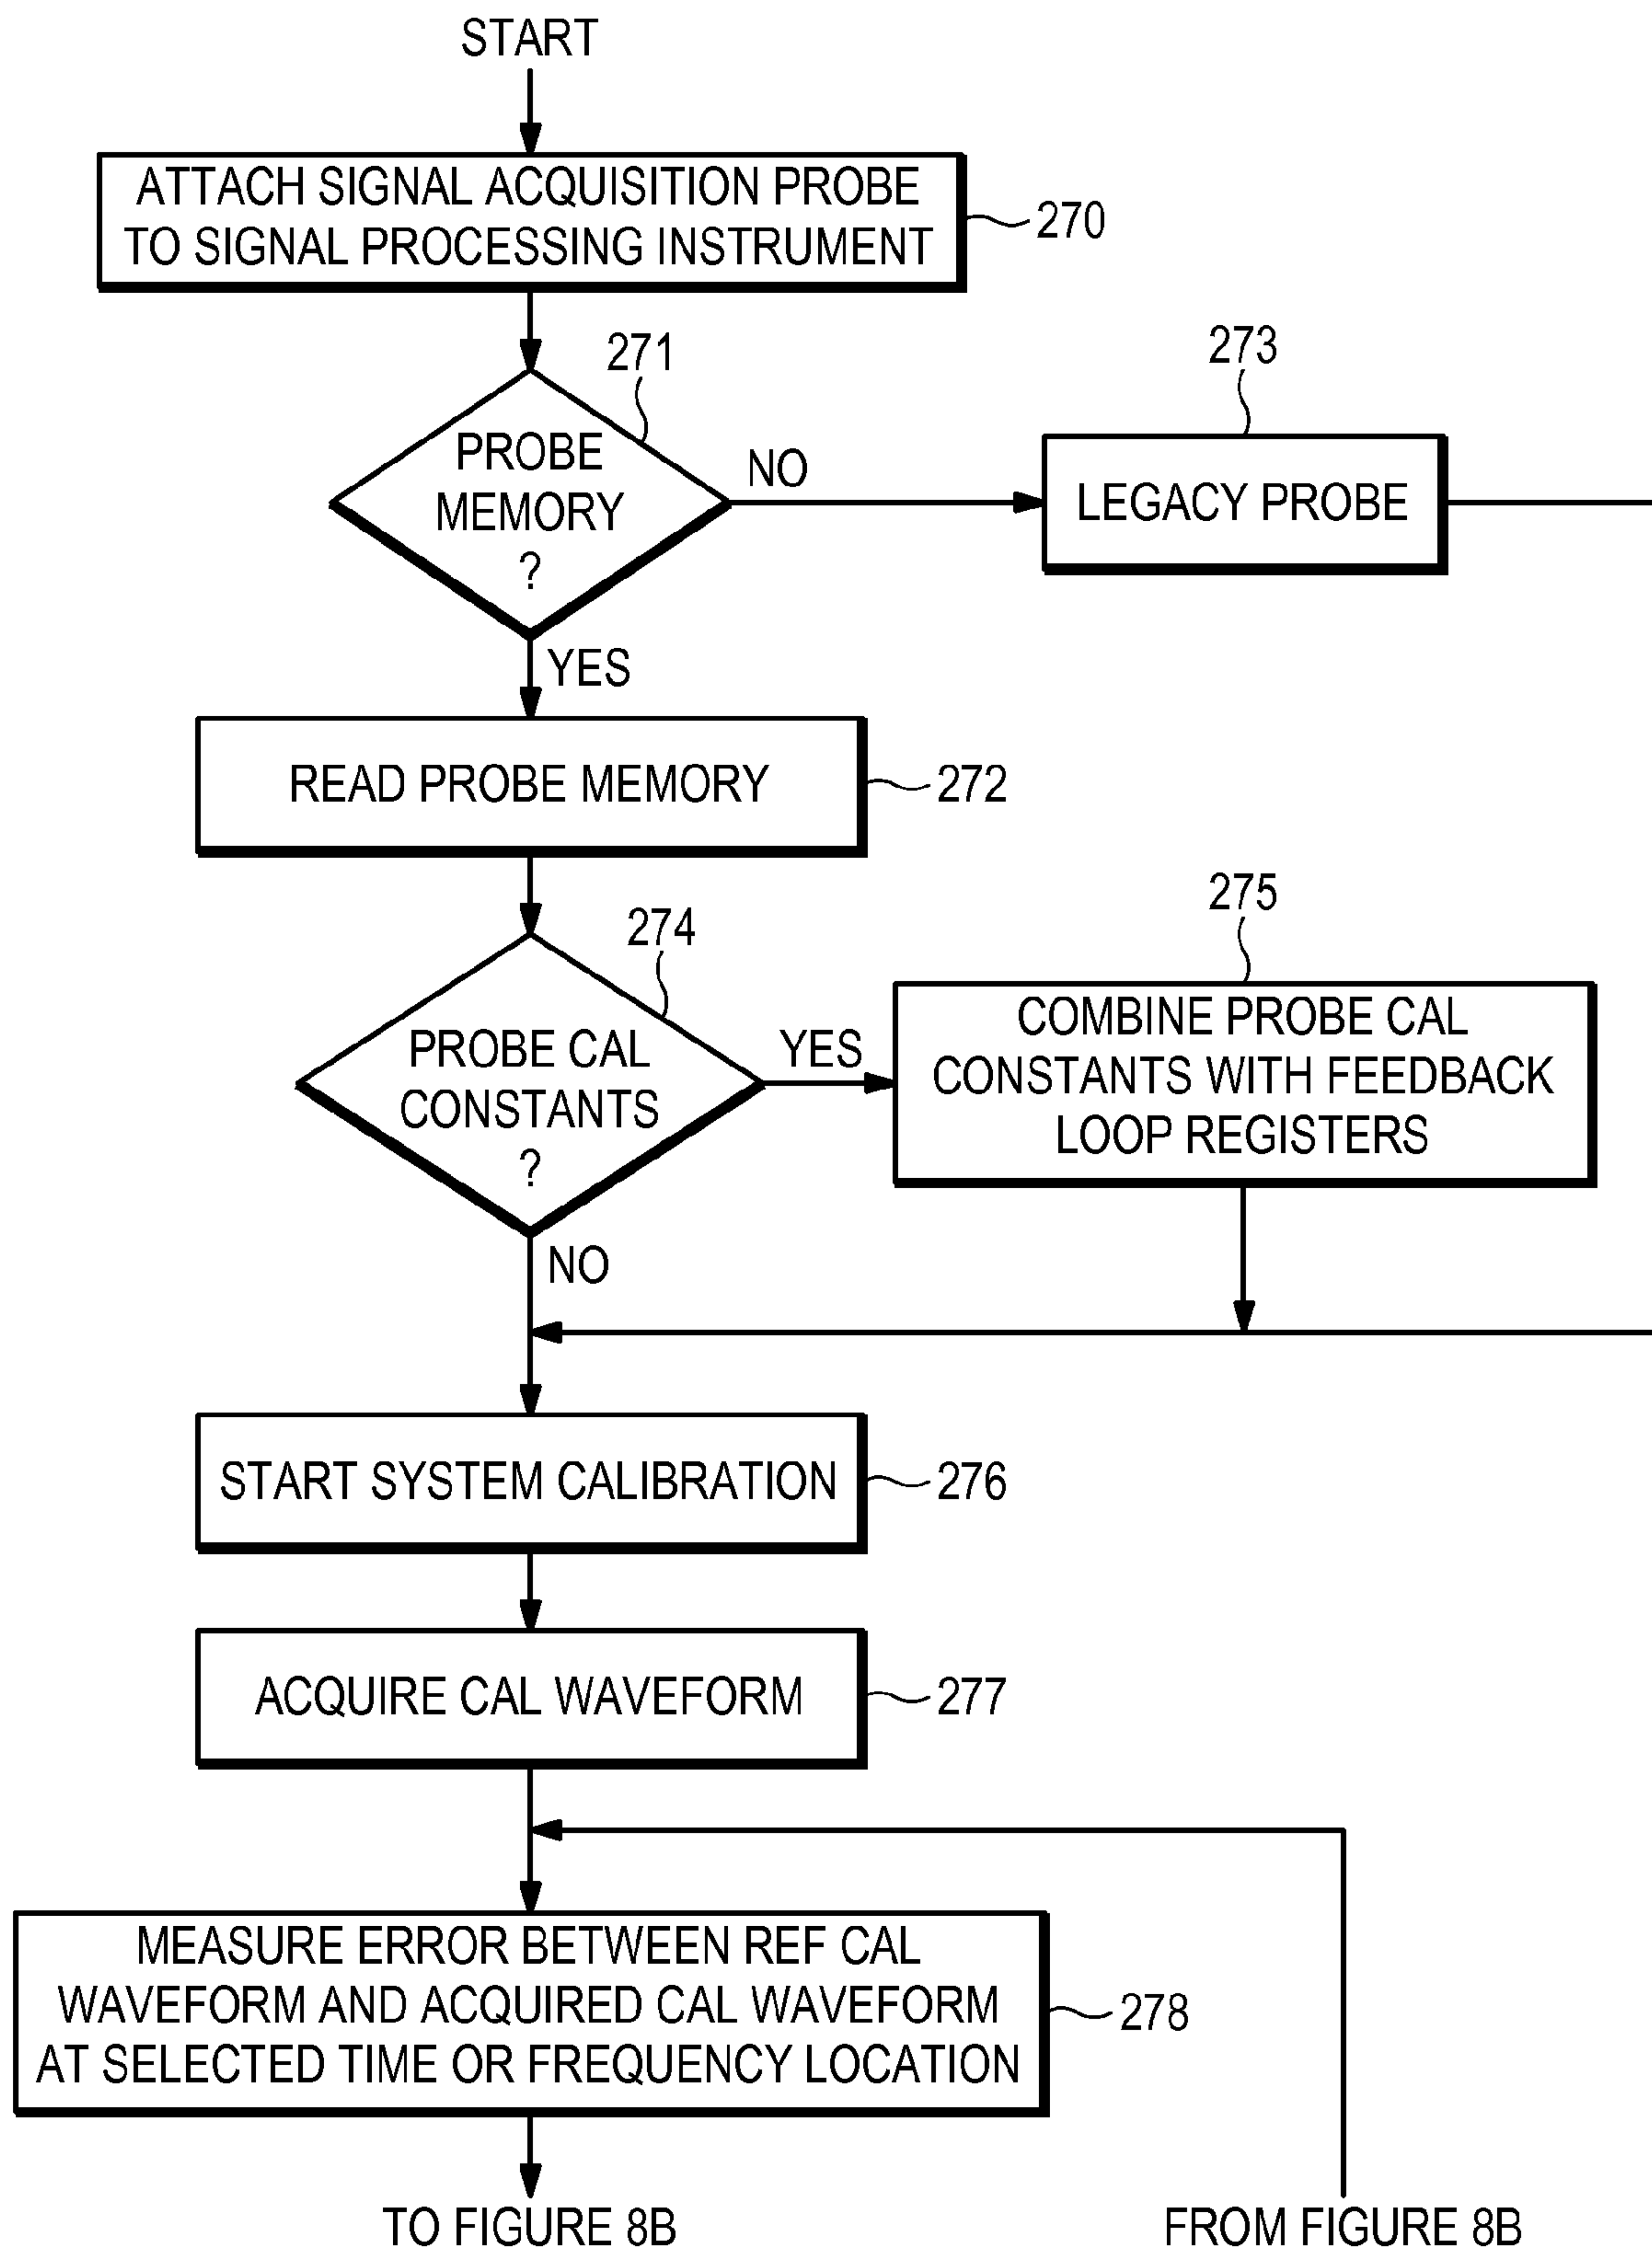 START
ATTACH SIGNAL ACQUISITION PROBE
TO SIGNAL PROCESSING INSTRUMENT
270
271
273
PROBE
MEMORY
?
NO
LEGACY PROBE
YES
READ PROBE MEMORY
272
274
275
PROBE CAL
CONSTANTS
?
YES
COMBINE PROBE CAL
CONSTANTS WITH FEEDBACK
LOOP REGISTERS
NO
START SYSTEM CALIBRATION
276
ACQUIRE CAL WAVEFORM
277
MEASURE ERROR BETWEEN REF CAL
WAVEFORM AND ACQUIRED CAL WAVEFORM
AT SELECTED TIME OR FREQUENCY LOCATION
278
TO FIGURE 8B
FROM FIGURE 8B